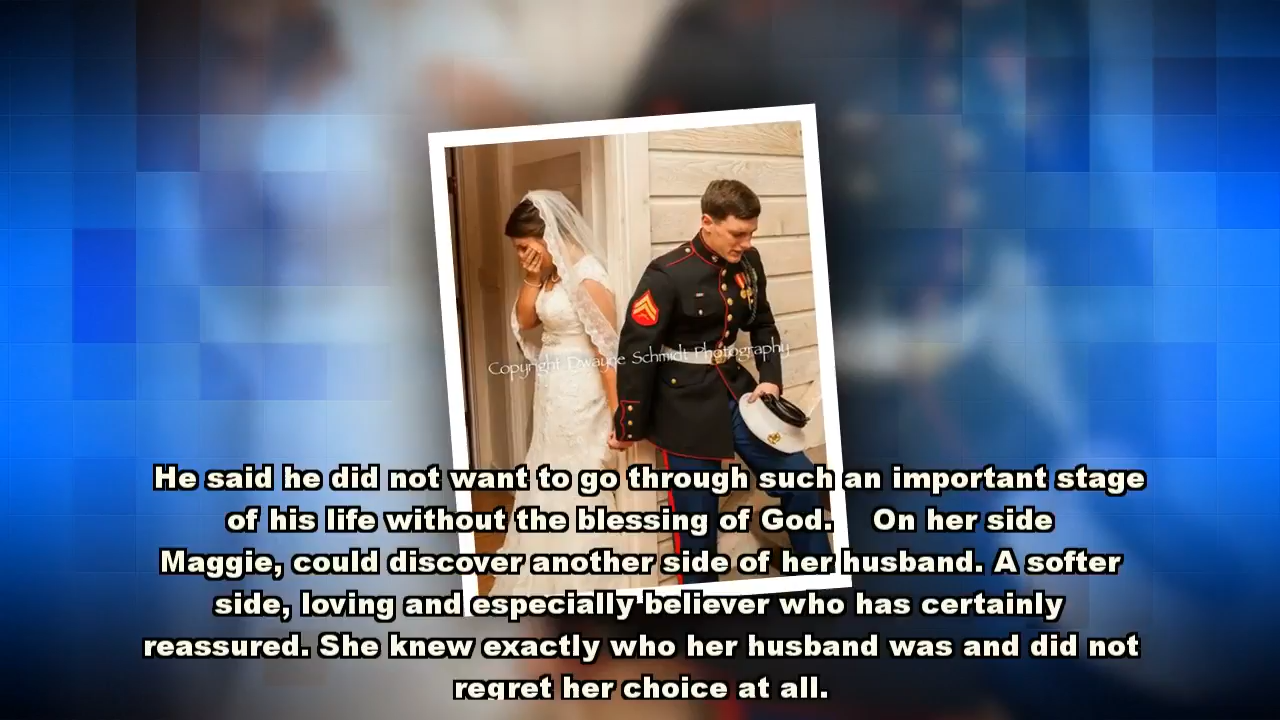 Copyright Dwayne Schmidt Photography
He said he did not want to go through such an important stage
of his life without the blessing of God. On her side
Maggie, could discover another side of her husband. A softer
side, loving and especially believer who has certainly
reassured. She knew exactly who her husband was and did not
regret her choice at all.